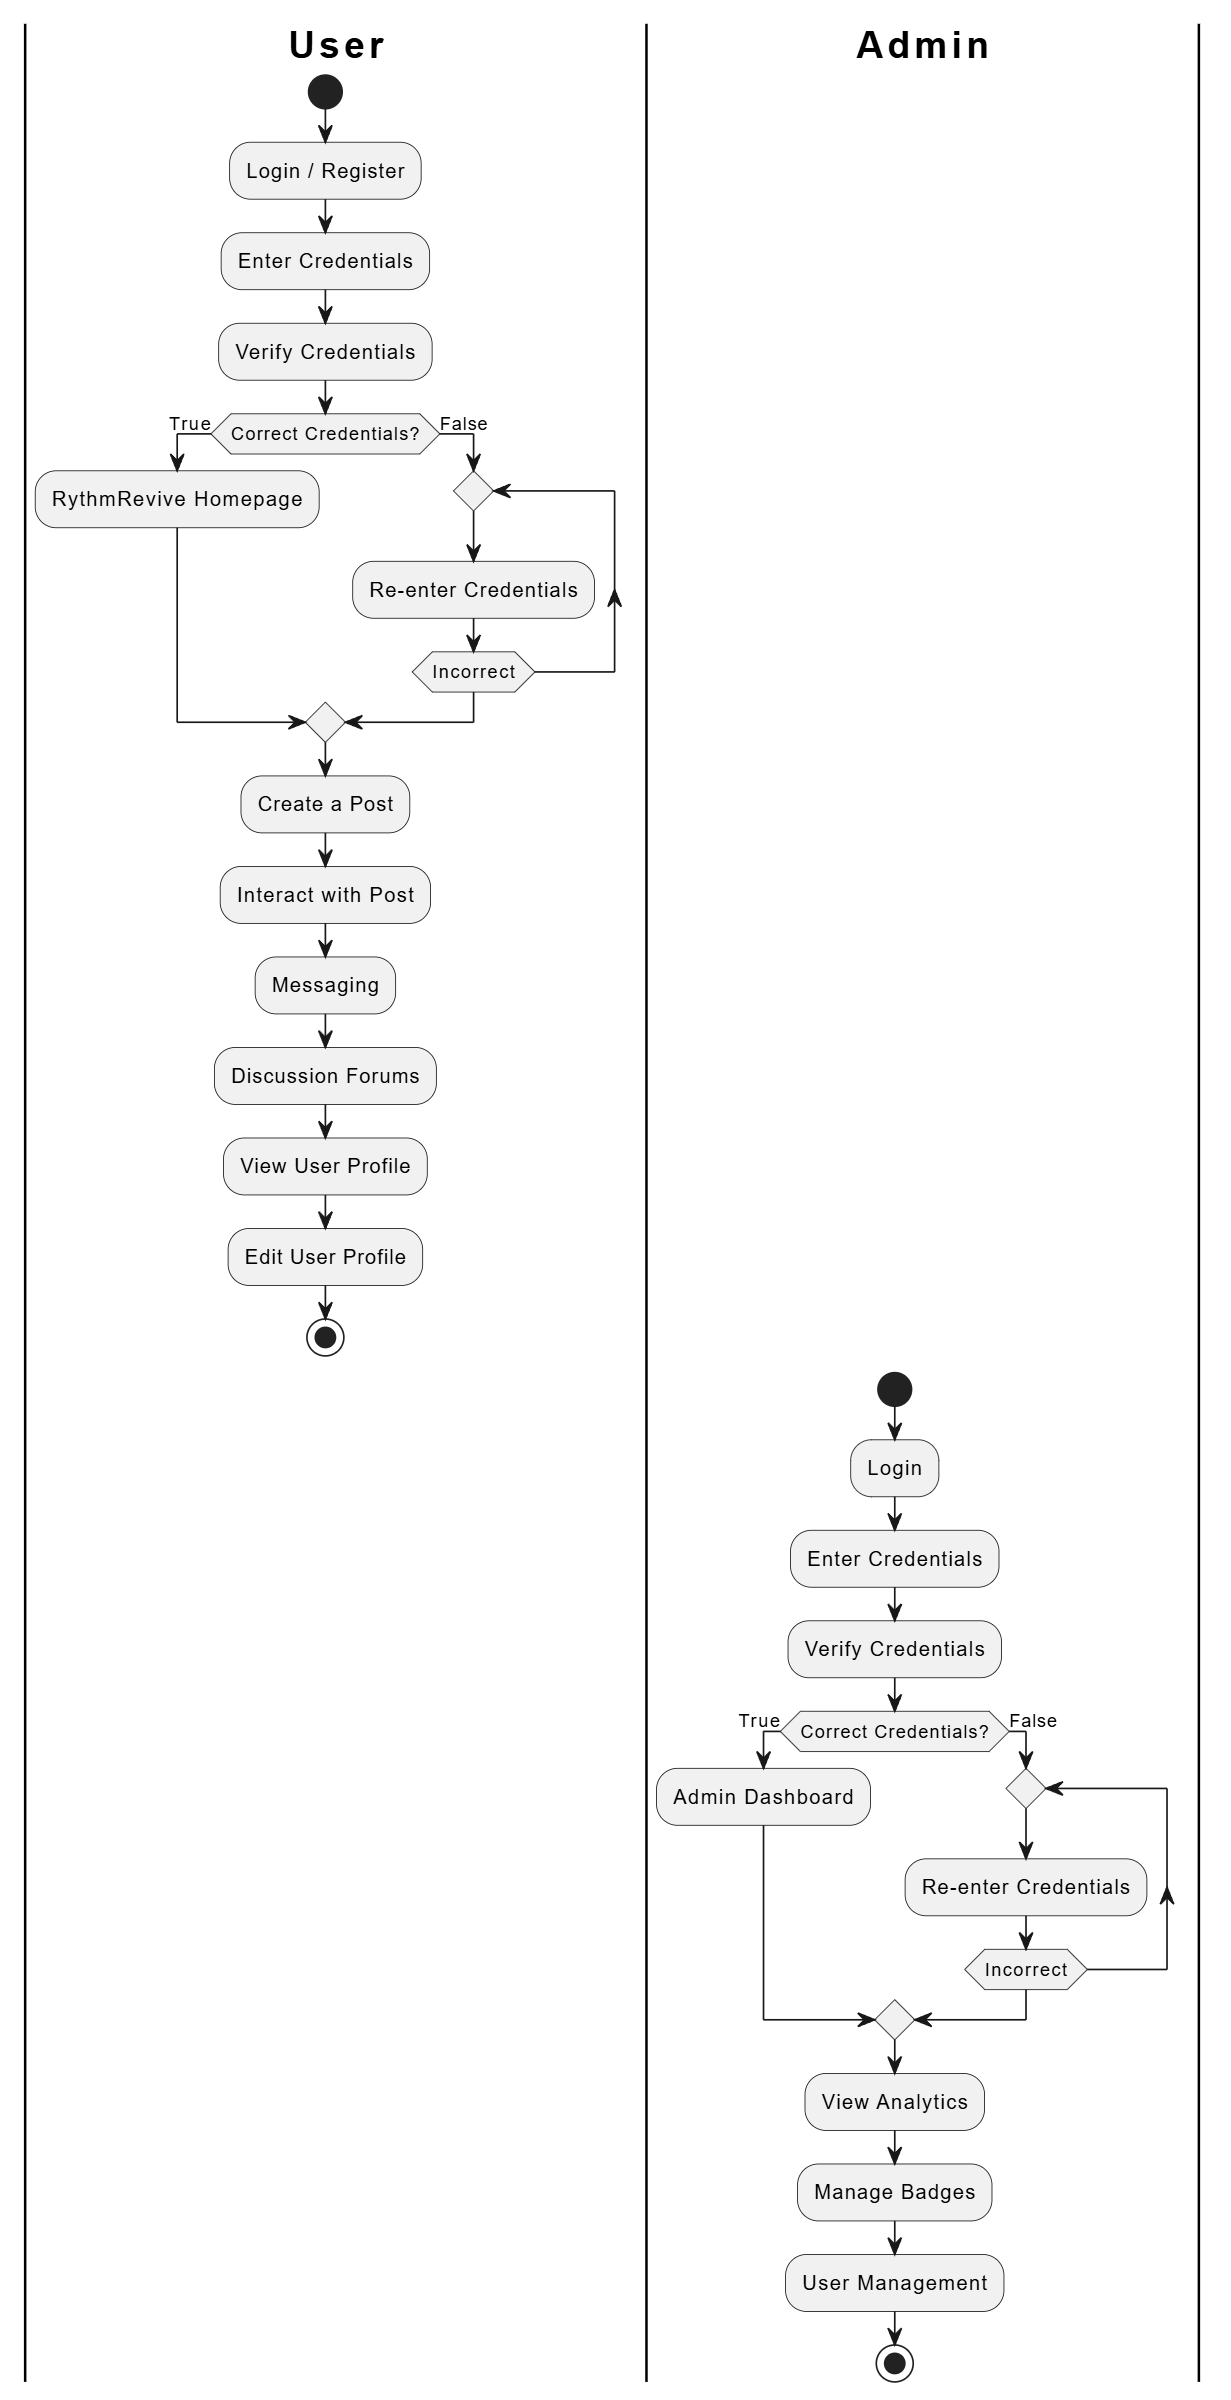 User
Admin
Login / Register
Enter Credentials
Verify Credentials
True
Correct Credentials?
False
RythmRevive Homepage
Re-enter Credentials
Incorrect
Create a Post
Interact with Post
Messaging
Discussion Forums
View User Profile
Edit User Profile
Login
Enter Credentials
Verify Credentials
True
Correct Credentials?
False
Admin Dashboard
Re-enter Credentials
Incorrect
View Analytics
Manage Badges
User Management